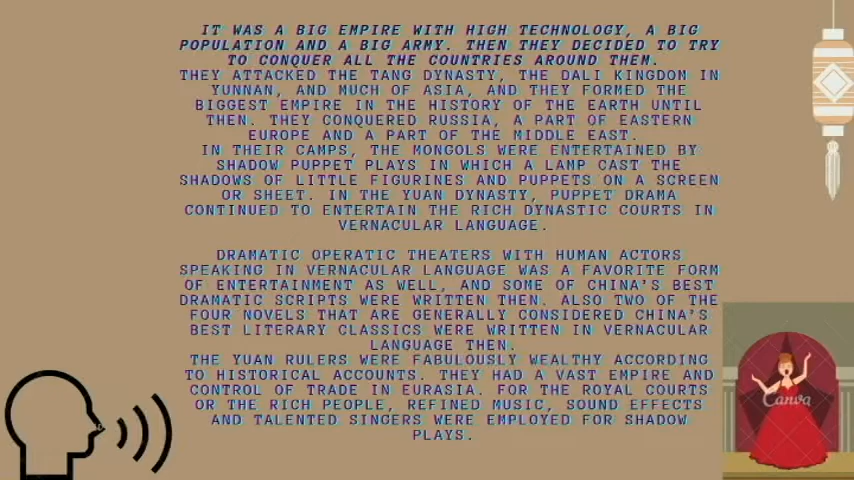 IT WAS A BIG EMPIRE WITH HIGH TECHNOLOGY, A BIG
POPULATION AND A BIG ARMY. THEN THEY DECIDED TO TRY
TO CONQUER ALL THE COUNTRIES AROUND THEM.
THEY ATTACKED THE TANG DYNASTY, THE DALI KINGDOM IN
YUNNAN, AND MUCH OF ASIA, AND THEY FORMED THE
BIGGEST EMPIRE IN THE HISTORY OF THE EARTH UNTIL
THEN. THEY CONQUERED RUSSIA, A PART OF EASTERN
EUROPE AND A PART OF THE MIDDLE EAST.
IN THEIR CAMPS, THE MONGOLS WERE ENTERTAINED BY
SHADOW PUPPET PLAYS IN WHICH A LAMP CAST THE
SHADOWS OF LITTLE FIGURINES AND PUPPETS ON A SCREEN
OR SHEET. IN THE YUAN DYNASTY, PUPPET DRAMA
CONTINUED TO ENTERTAIN THE RICH DYNASTIC COURTS IN
VERNACULAR LANGUAGE.
DRAMATIC OPERATIC THEATERS WITH HUMAN ACTORS
SPEAKING IN VERNACULAR LANGUAGE WAS A FAVORITE FORM
OF ENTERTAINMENT AS WELL, AND SOME OF CHINA'S BEST
DRAMATIC SCRIPTS WERE WRITTEN THEN. ALSO TWO OF THE
FOUR NOVELS THAT ARE GENERALLY CONSIDERED CHINA'S
BEST LITERARY CLASSICS WERE WRITTEN IN VERNACULAR
LANGUAGE THEN.
THE YUAN RULERS WERE FABULOUSLY WEALTHY ACCORDING
TO HISTORICAL ACCOUNTS. THEY HAD A VAST EMPIRE AND
CONTROL OF TRADE IN EURASIA. FOR THE ROYAL COURTS
OR THE RICH PEOPLE, REFINED MUSIC, SOUND EFFECTS
AND TALENTED SINGERS WERE EMPLOYED FOR SHADOW
PLAYS.
Canva